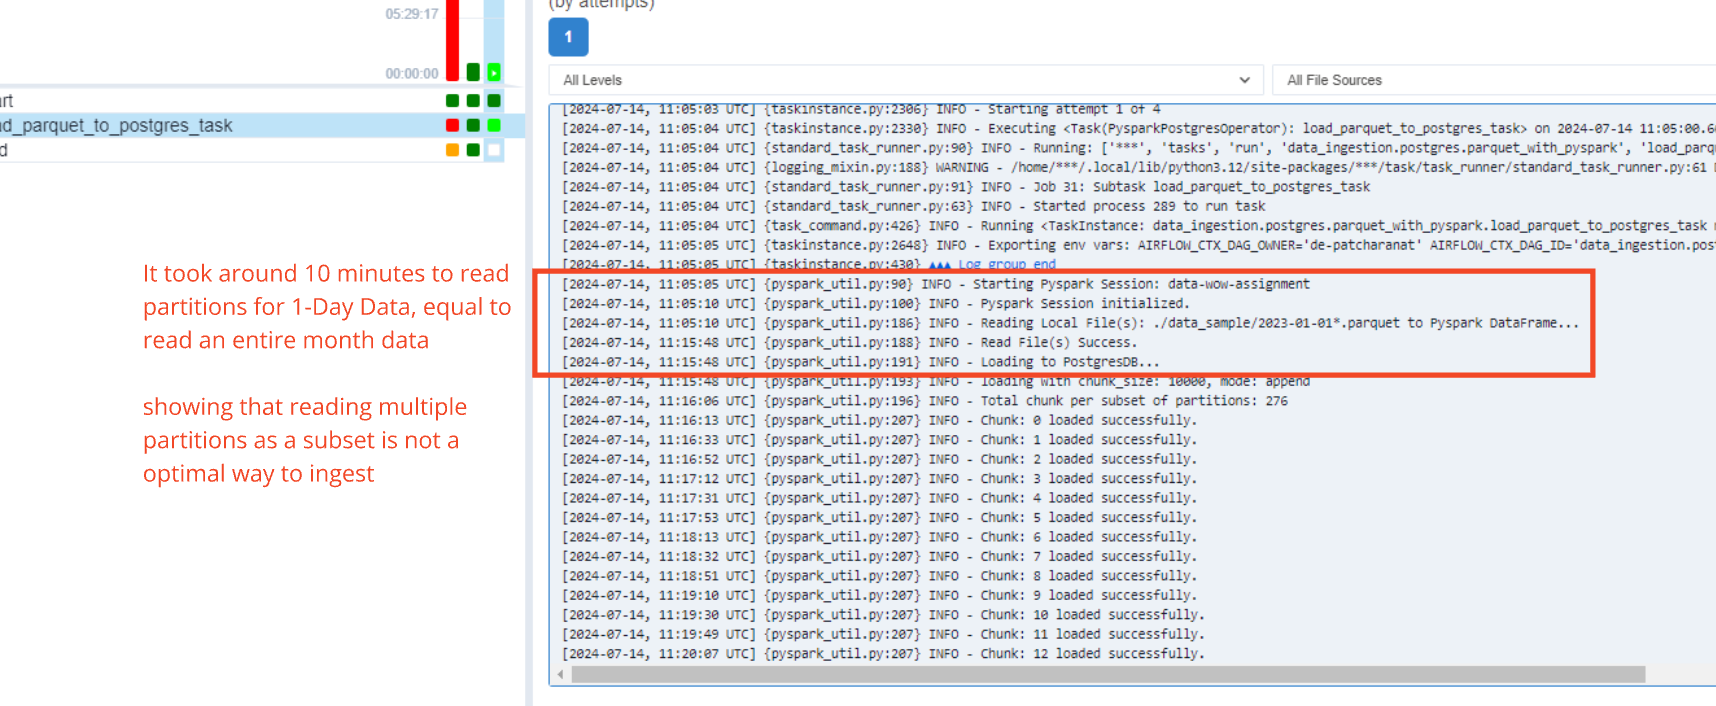 05:29:17
00:00:00
art
ad_parquet_to_postgres_task
d
It took around 10 minutes to read
partitions for 1-Day Data, equal to
read an entire month data
showing that reading multiple
partitions as a subset is not a
optimal way to ingest
(by attempts)
1
All Levels
All File Sources
[2024-07-14, 11:05:03 UTC] {taskinstance.py:2306} INFO - Starting attempt 1 of 4
[2024-07-14, 11:05:04 UTC] {taskinstance.py:2330} INFO - Executing <Task(PysparkPostgresOperator): load_parquet_to_postgres_task> on 2024-07-14 11:05:00.6
[2024-07-14, 11:05:04 UTC] {standard_task_runner.py:90} INFO - Running: ['***', 'tasks', 'run', 'data_ingestion.postgres.parquet_with_pyspark', 'load_parq
[2024-07-14, 11:05:04 UTC] {logging_mixin.py:188} WARNING - /home/***/.local/lib/python3.12/site-packages/***/task/task_runner/standard_task_runner.py:61
[2024-07-14, 11:05:04 UTC] {standard_task_runner.py:91} INFO - Job 31: Subtask load_parquet_to_postgres_task
[2024-07-14, 11:05:04 UTC] {standard_task_runner.py:63} INFO - Started process 289 to run task
[2024-07-14, 11:05:04 UTC] {task_command.py:426} INFO - Running <TaskInstance: data_ingestion.postgres.parquet_with_pyspark.load_parquet_to_postgres_task
[2024-07-14, 11:05:05 UTC] {taskinstance.py:2648} INFO - Exporting env vars: AIRFLOW_CTX_DAG_OWNER='de-patcharanat' AIRFLOW_CTX_DAG_ID='data_ingestion.pos
[2024-07-14, 11:05:05 UTC] {taskinstance.py:430} ▲▲▲ Log group end
[2024-07-14, 11:05:05 UTC] {pyspark_util.py:90} INFO - Starting Pyspark Session: data-wow-assignment
[2024-07-14, 11:05:10 UTC] {pyspark_util.py:100} INFO - Pyspark Session initialized.
[2024-07-14, 11:05:10 UTC] {pyspark_util.py:186} INFO - Reading Local File(s): ./data_sample/2023-01-01*.parquet to Pyspark DataFrame...
[2024-07-14, 11:15:48 UTC] {pyspark_util.py:188} INFO - Read File(s) Success.
[2024-07-14, 11:15:48 UTC] {pyspark_util.py:191} INFO - Loading to PostgresDB...
[2024-07-14, 11:15:48 UTC] {pyspark_util.py:193} INFO - loading with chunk_size: 10000, mode: append
[2024-07-14, 11:16:06 UTC] {pyspark_util.py:196} INFO - Total chunk per subset of partitions: 276
[2024-07-14, 11:16:13 UTC] {pyspark_util.py:207} INFO - Chunk: 0 loaded successfully.
[2024-07-14, 11:16:33 UTC] {pyspark_util.py:207} INFO - Chunk: 1 loaded successfully.
[2024-07-14, 11:16:52 UTC] {pyspark_util.py:207} INFO - Chunk: 2 loaded successfully.
[2024-07-14, 11:17:12 UTC] {pyspark_util.py:207} INFO - Chunk: 3 loaded successfully.
[2024-07-14, 11:17:31 UTC] {pyspark_util.py:207} INFO - Chunk: 4 loaded successfully.
[2024-07-14, 11:17:53 UTC] {pyspark_util.py:207} INFO - Chunk: 5 loaded successfully.
[2024-07-14, 11:18:13 UTC] {pyspark_util.py:207} INFO - Chunk: 6 loaded successfully.
[2024-07-14, 11:18:32 UTC] {pyspark_util.py:207} INFO - Chunk: 7 loaded successfully.
[2024-07-14, 11:18:51 UTC] {pyspark_util.py:207} INFO - Chunk: 8 loaded successfully.
[2024-07-14, 11:19:10 UTC] {pyspark_util.py:207} INFO - Chunk: 9 loaded successfully.
[2024-07-14, 11:19:30 UTC] {pyspark_util.py:207} INFO - Chunk: 10 loaded successfully.
[2024-07-14, 11:19:49 UTC] {pyspark_util.py:207} INFO - Chunk: 11 loaded successfully.
[2024-07-14, 11:20:07 UTC] {pyspark_util.py:207} INFO - Chunk: 12 loaded successfully.